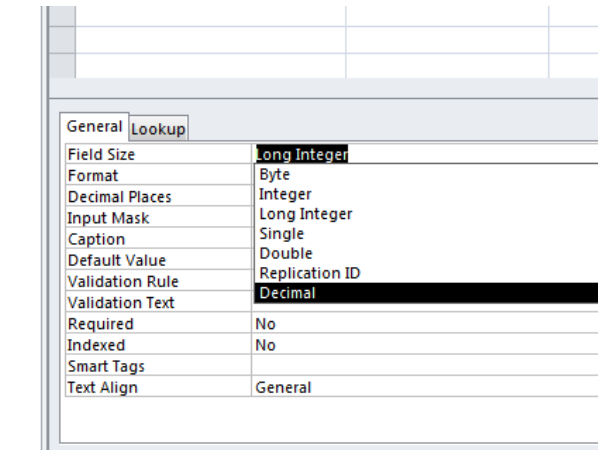 General Lookup
Field Size Long Integer
Format Byte
Decimal Places Integer
Input Mask Long Integer
Caption Single
Default Value Double
Validation Rule Replication ID
Validation Text Decimal
Required No
Indexed No
Smart Tags
Text Align General